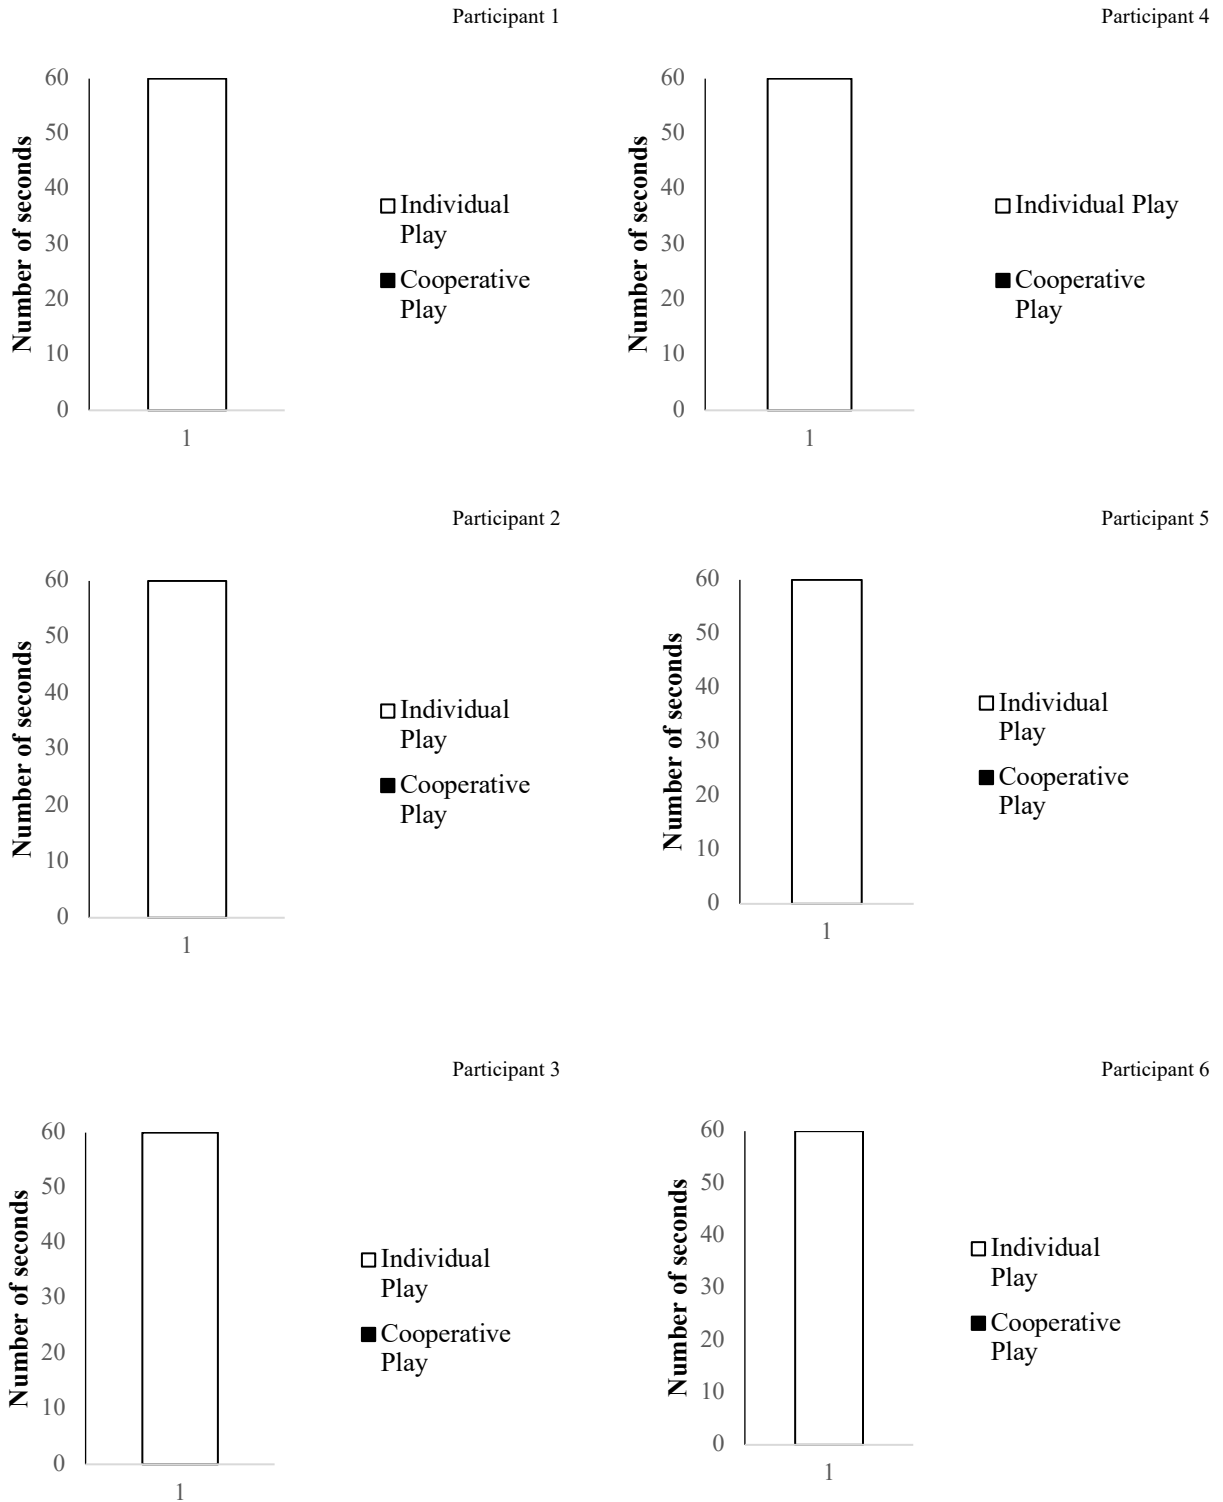 Participant 1
60
50
40
30
20
10
0
Number of seconds
1
Individual
Play
Cooperative
Play
Participant 4
60
50
40
30
20
10
0
Number of seconds
1
Individual Play
Cooperative
Play
Participant 2
60
50
40
30
20
10
0
Number of seconds
1
Individual
Play
Cooperative
Play
Participant 5
60
50
40
30
20
10
0
Number of seconds
1
Individual
Play
Cooperative
Play
Participant 3
60
50
40
30
20
10
0
Number of seconds
1
Individual
Play
Cooperative
Play
Participant 6
60
50
40
30
20
10
0
Number of seconds
1
Individual
Play
Cooperative
Play